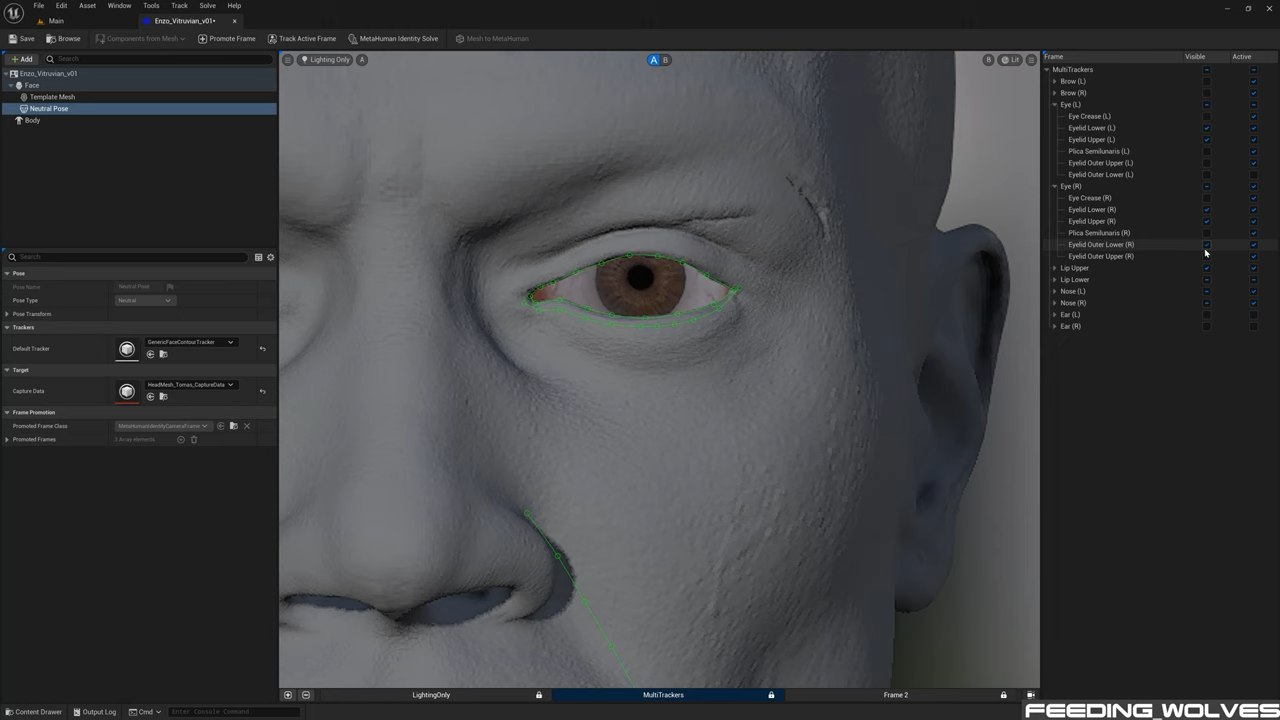 File Edit Asset Window Tools Track Solve Help
Main Enzo_Vitruvian_v01•
Save Browse Components from Mesh Promote Frame Track Active Frame MetaHuman Identity Solve Mesh to MetaHuman
Add Search
Enzo_Vitruvian_v01
Face
Template Mesh
Neutral Pose
Body
Search
Pose
Pose Name Neutral Pose
Pose Type Neutral
Pose Transform
Trackers
Default Tracker GenericFaceContourTracker
Target
Capture Data HeadMesh_Tomas_CaptureData
Frame Promotion
Promoted Frame Class MetaHumanIdentityCameraFrame
Promoted Frames 3 Array elements
Lighting Only A
A B
B Lit
Frame Visible Active
MultiTrackers
Brow (L)
Brow (R)
Eye (L)
Eye Crease (L)
Eyelid Lower (L)
Eyelid Upper (L)
Plica Semilunaris (L)
Eyelid Outer Upper (L)
Eyelid Outer Lower (L)
Eye (R)
Eye Crease (R)
Eyelid Lower (R)
Eyelid Upper (R)
Plica Semilunaris (R)
Eyelid Outer Lower (R)
Eyelid Outer Upper (R)
Lip Upper
Lip Lower
Nose (L)
Nose (R)
Ear (L)
Ear (R)
LightingOnly MultiTrackers Frame 2
Content Drawer Output Log Cmd Enter Console Command
FEEDING WOLVES